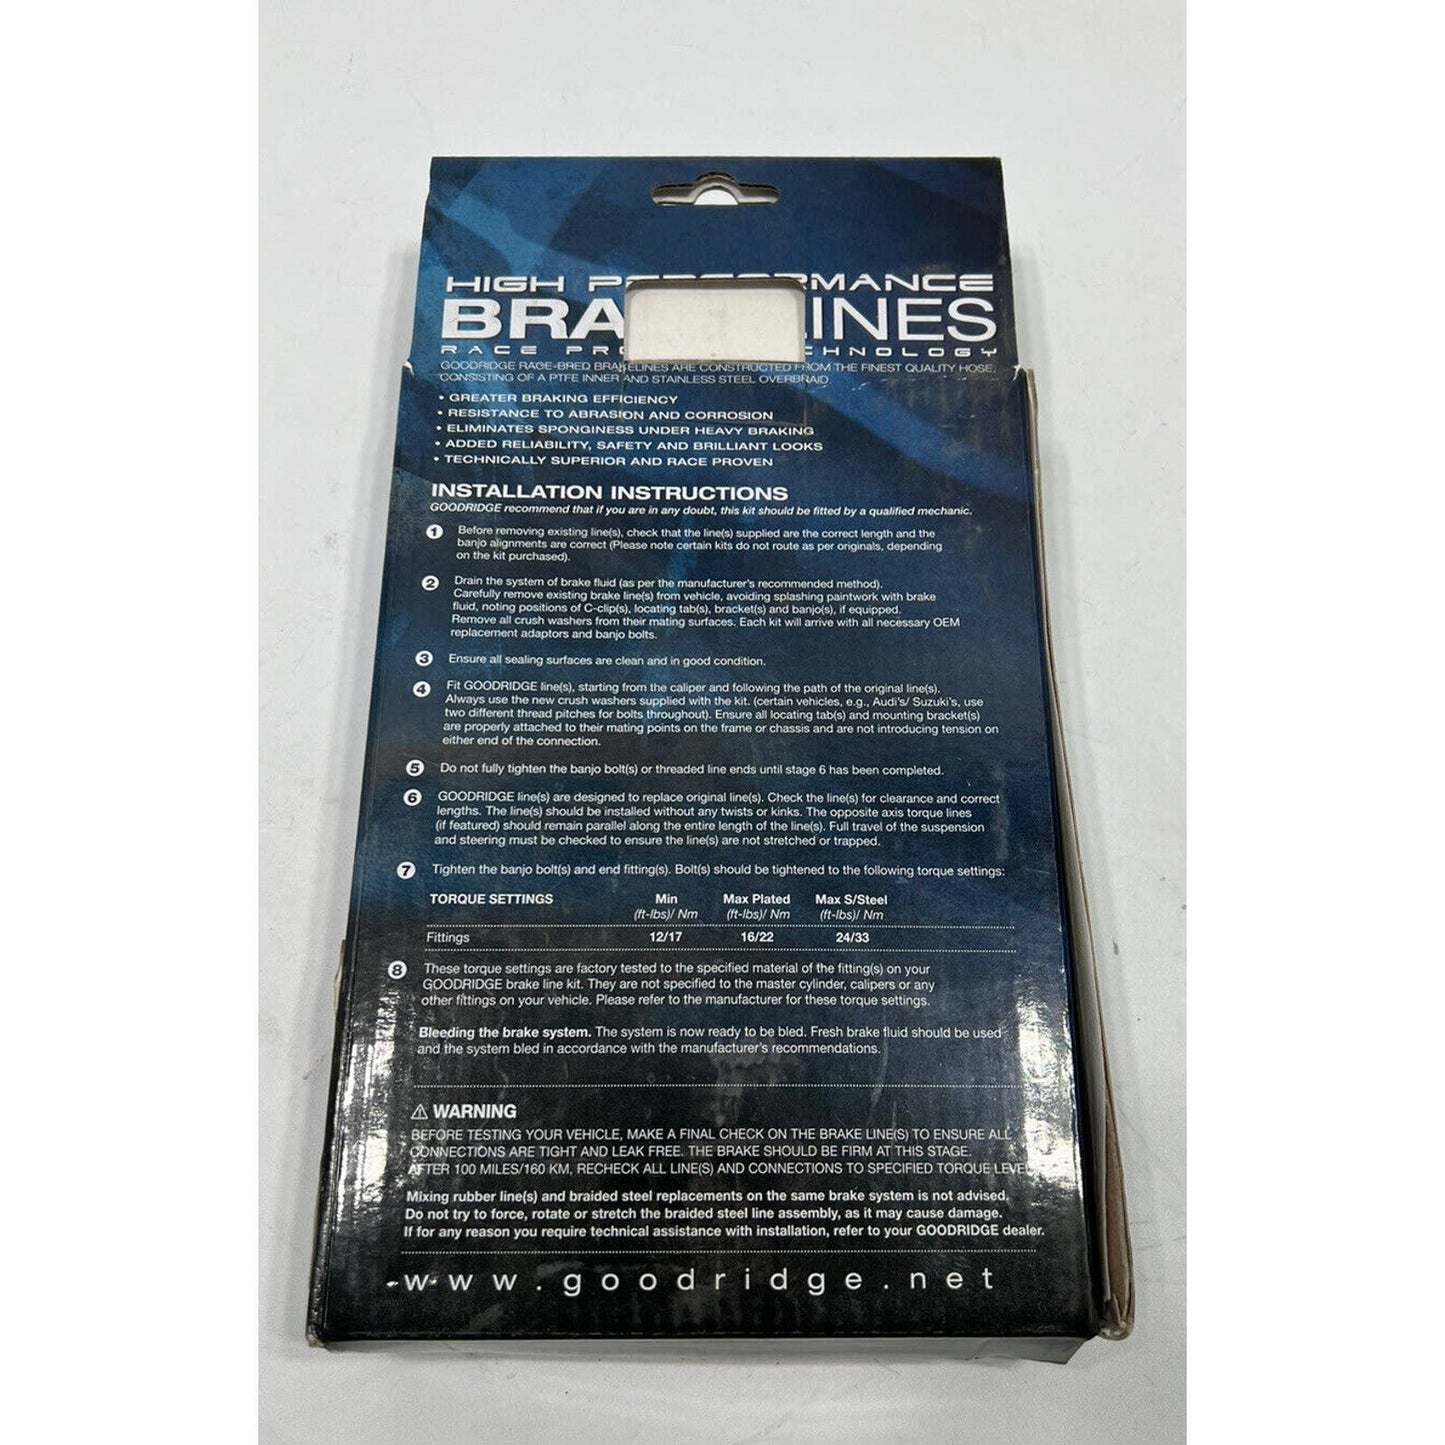 HIGH PERFORMANCE
BRA INES
RACE PRO CHNOLOGY
GOODRIDGE RACE-BRED BRAKELINES ARE CONSTRUCTED FROM THE FINEST QUALITY HOSE.
CONSISTING OF A PTFE INNER AND STAINLESS STEEL OVERBRAID.
• GREATER BRAKING EFFICIENCY
• RESISTANCE TO ABRASION AND CORROSION
• ELIMINATES SPONGINESS UNDER HEAVY BRAKING
• ADDED RELIABILITY, SAFETY AND BRILLIANT LOOKS
• TECHNICALLY SUPERIOR AND RACE PROVEN
INSTALLATION INSTRUCTIONS
GOODRIDGE recommend that if you are in any doubt, this kit should be fitted by a qualified mechanic.
1 Before removing existing line(s), check that the line(s) supplied are the correct length and the
banjo alignments are correct (Please note certain kits do not route as per originals, depending
on the kit purchased).
2 Drain the system of brake fluid (as per the manufacturer's recommended method).
Carefully remove existing brake line(s) from vehicle, avoiding splashing paintwork with brake
fluid, noting positions of C-clip(s), locating tab(s), bracket(s) and banjo(s), if equipped.
Remove all crush washers from their mating surfaces. Each kit will arrive with all necessary OEM
replacement adaptors and banjo bolts.
3 Ensure all sealing surfaces are clean and in good condition.
4 Fit GOODRIDGE line(s), starting from the caliper and following the path of the original line(s).
Always use the new crush washers supplied with the kit. (certain vehicles, e.g., Audi's/ Suzuki's, use
two different thread pitches for bolts throughout). Ensure all locating tab(s) and mounting bracket(s)
are properly attached to their mating points on the frame or chassis and are not introducing tension on
either end of the connection.
5 Do not fully tighten the banjo bolt(s) or threaded line ends until stage 6 has been completed.
6 GOODRIDGE line(s) are designed to replace original line(s). Check the line(s) for clearance and correct
lengths. The line(s) should be installed without any twists or kinks. The opposite axis torque lines
(if featured) should remain parallel along the entire length of the line(s). Full travel of the suspension
and steering must be checked to ensure the line(s) are not stretched or trapped.
7 Tighten the banjo bolt(s) and end fitting(s). Bolt(s) should be tightened to the following torque settings:
TORQUE SETTINGS Min Max Plated Max S/Steel
(ft-lbs)/ Nm (ft-lbs)/ Nm (ft-lbs)/ Nm
Fittings 12/17 16/22 24/33
8 These torque settings are factory tested to the specified material of the fitting(s) on your
GOODRIDGE brake line kit. They are not specified to the master cylinder, calipers or any
other fittings on your vehicle. Please refer to the manufacturer for these torque settings.
Bleeding the brake system. The system is now ready to be bled. Fresh brake fluid should be used
and the system bled in accordance with the manufacturer's recommendations.
⚠ WARNING
BEFORE TESTING YOUR VEHICLE, MAKE A FINAL CHECK ON THE BRAKE LINE(S) TO ENSURE ALL
CONNECTIONS ARE TIGHT AND LEAK FREE. THE BRAKE SHOULD BE FIRM AT THIS STAGE.
AFTER 100 MILES/160 KM, RECHECK ALL LINE(S) AND CONNECTIONS TO SPECIFIED TORQUE LEVE
Mixing rubber line(s) and braided steel replacements on the same brake system is not advised.
Do not try to force, rotate or stretch the braided steel line assembly, as it may cause damage.
If for any reason you require technical assistance with installation, refer to your GOODRIDGE dealer.
www.goodridge.net